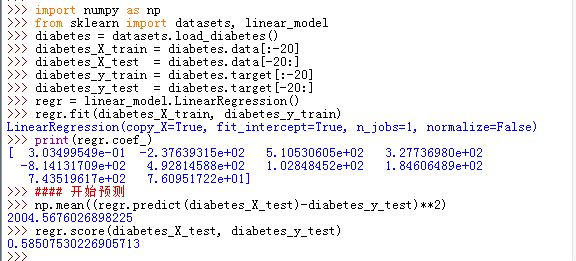 >>> import numpy as np
>>> from sklearn import datasets, linear_model
>>> diabetes = datasets.load_diabetes()
>>> diabetes_X_train = diabetes.data[:-20]
>>> diabetes_X_test  = diabetes.data[-20:]
>>> diabetes_y_train = diabetes.target[:-20]
>>> diabetes_y_test  = diabetes.target[-20:]
>>> regr = linear_model.LinearRegression()
>>> regr.fit(diabetes_X_train, diabetes_y_train)
LinearRegression(copy_X=True, fit_intercept=True, n_jobs=1, normalize=False)
>>> print(regr.coef_)
[  3.03499549e-01  -2.37639315e+02   5.10530605e+02   3.27736980e+02
  -8.14131709e+02   4.92814588e+02   1.02848452e+02   1.84606489e+02
   7.43519617e+02   7.60951722e+01]
>>> #### 开始预测
>>> np.mean((regr.predict(diabetes_X_test)-diabetes_y_test)**2)
2004.5676026898225
>>> regr.score(diabetes_X_test, diabetes_y_test)
0.58507530226905713
>>>